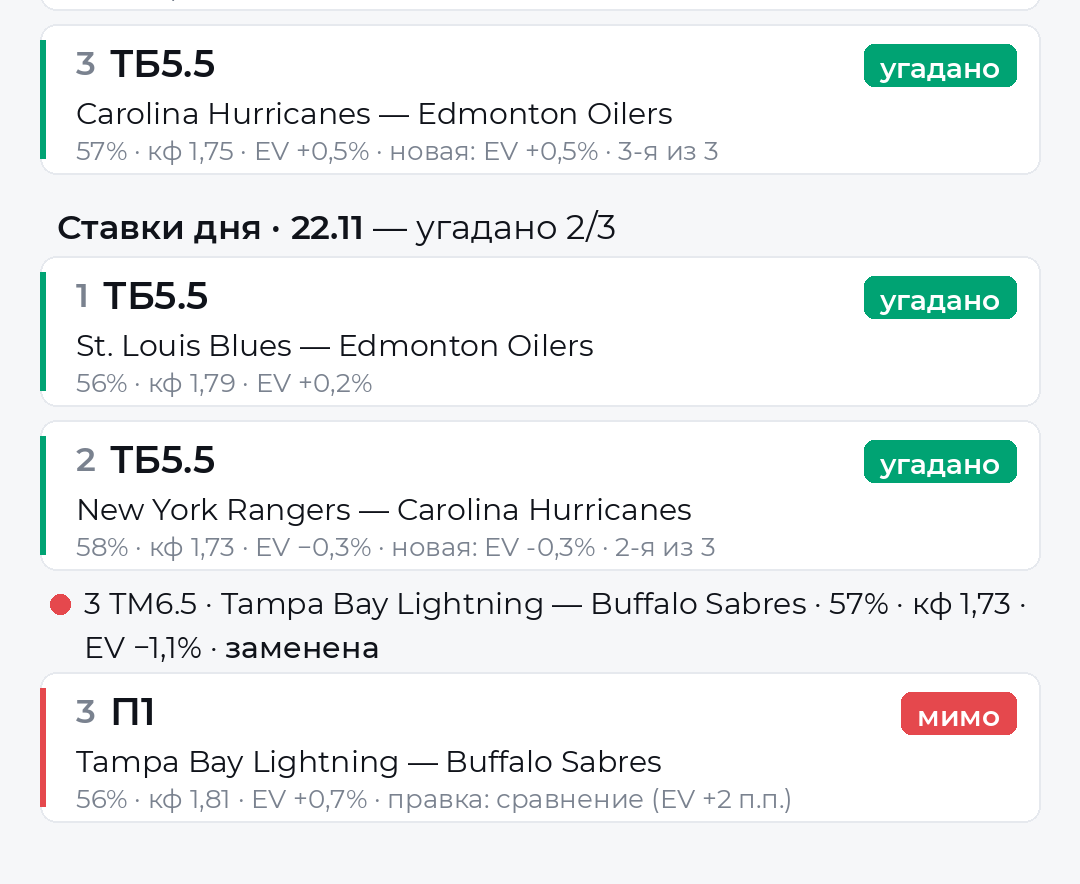 3 ТБ5.5
угадано
Carolina Hurricanes — Edmonton Oilers
57% · кф 1,75 · EV +0,5% · новая: EV +0,5% · 3-я из 3
Ставки дня · 22.11 — угадано 2/3
1 ТБ5.5
угадано
St. Louis Blues — Edmonton Oilers
56% · кф 1,79 · EV +0,2%
2 ТБ5.5
угадано
New York Rangers — Carolina Hurricanes
58% · кф 1,73 · EV −0,3% · новая: EV -0,3% · 2-я из 3
3 ТМ6.5 · Tampa Bay Lightning — Buffalo Sabres · 57% · кф 1,73 ·
EV −1,1% · заменена
3 П1
мимо
Tampa Bay Lightning — Buffalo Sabres
56% · кф 1,81 · EV +0,7% · правка: сравнение (EV +2 п.п.)